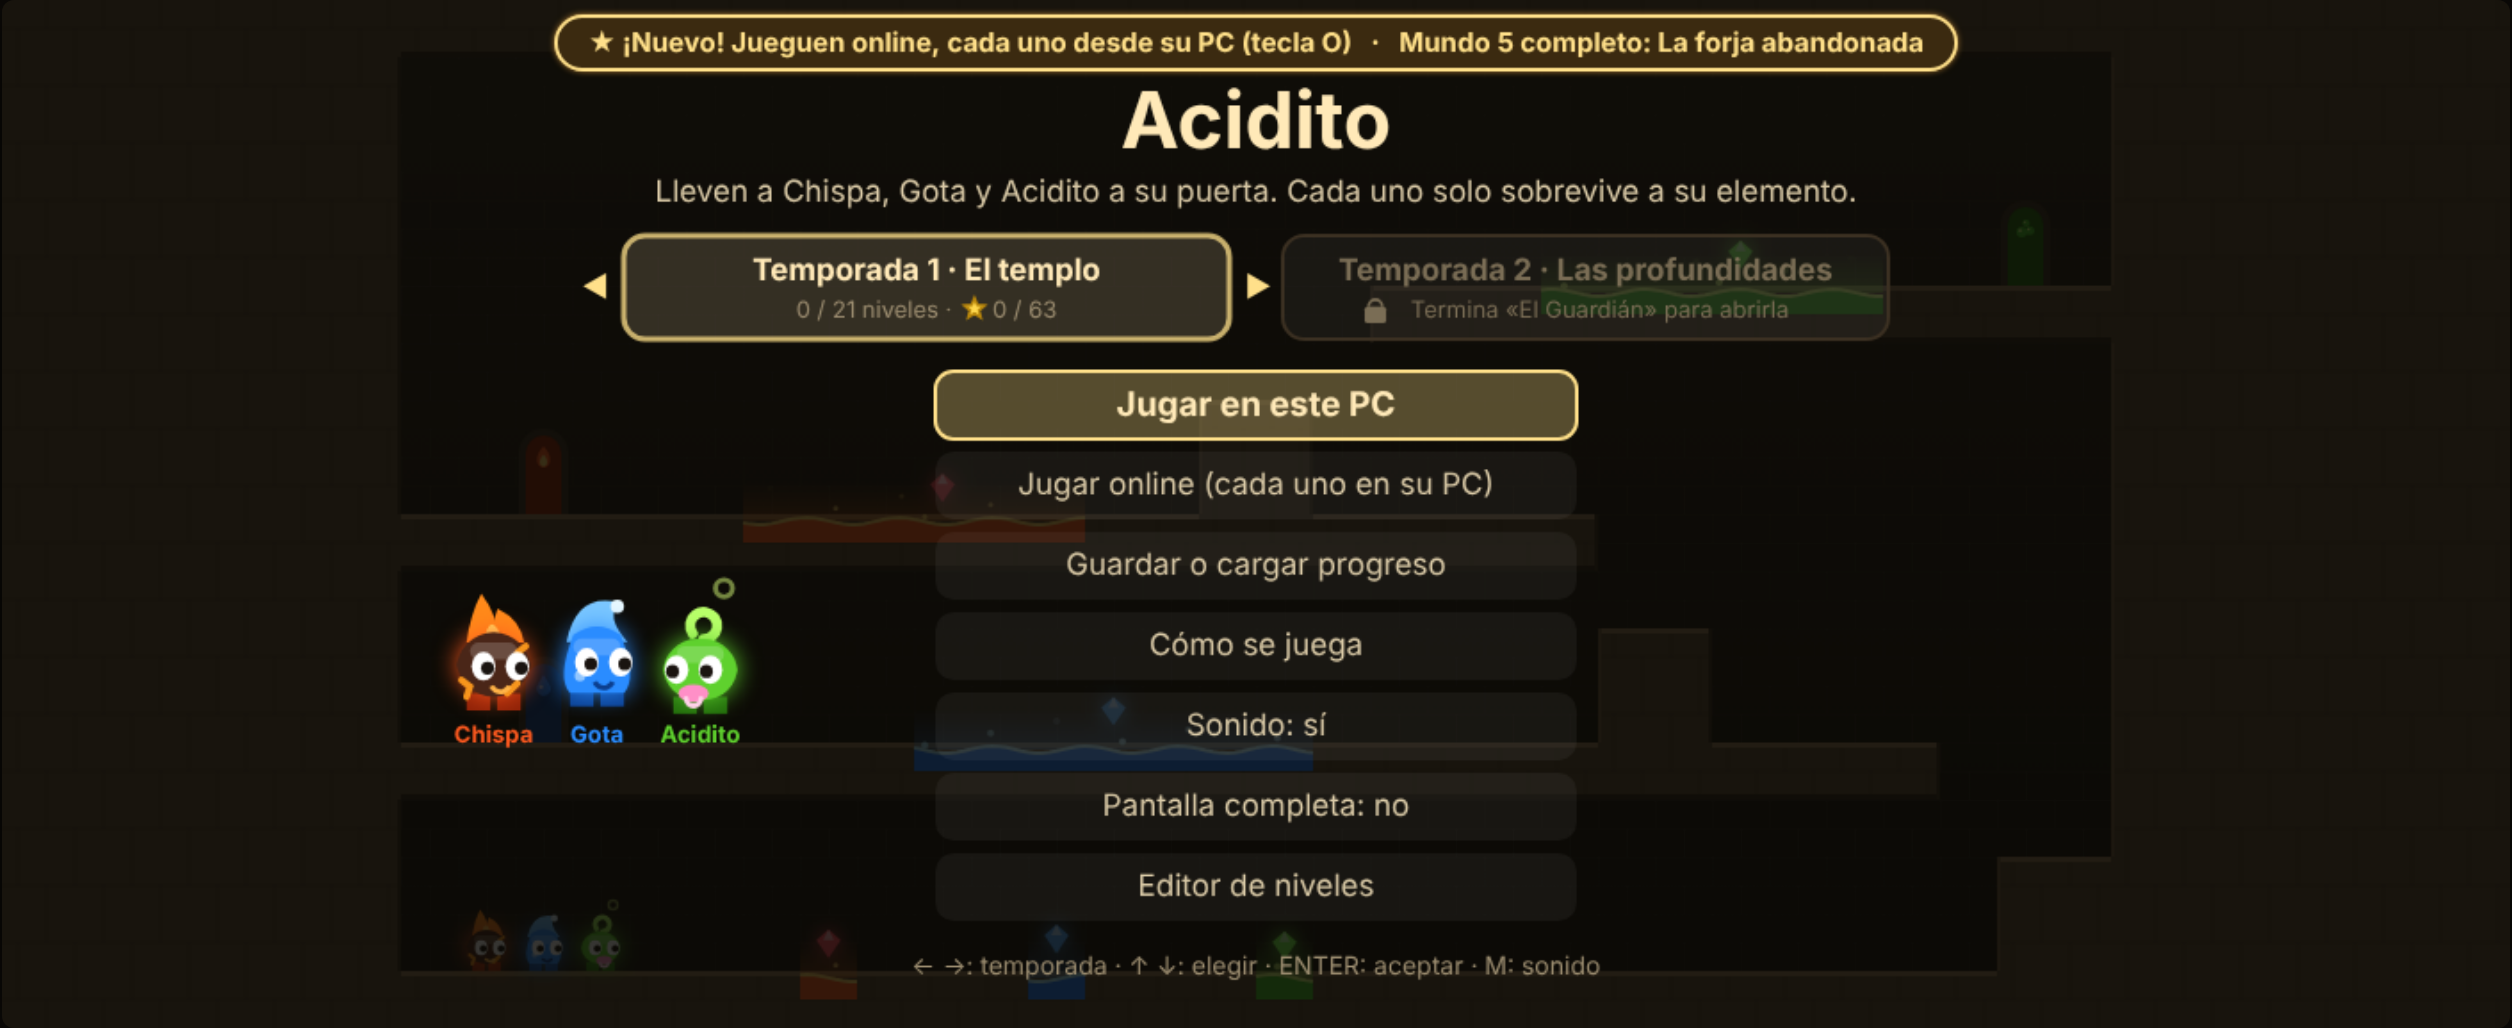 ★ ¡Nuevo! Jueguen online, cada uno desde su PC (tecla O) · Mundo 5 completo: La forja abandonada
Acidito
Lleven a Chispa, Gota y Acidito a su puerta. Cada uno solo sobrevive a su elemento.
Temporada 1 · El templo
0 / 21 niveles · ⭐ 0 / 63
Temporada 2 · Las profundidades
Termina «El Guardián» para abrirla
Jugar en este PC
Jugar online (cada uno en su PC)
Guardar o cargar progreso
Cómo se juega
Sonido: sí
Pantalla completa: no
Editor de niveles
Chispa Gota Acidito
← →: temporada · ↑ ↓: elegir · ENTER: aceptar · M: sonido